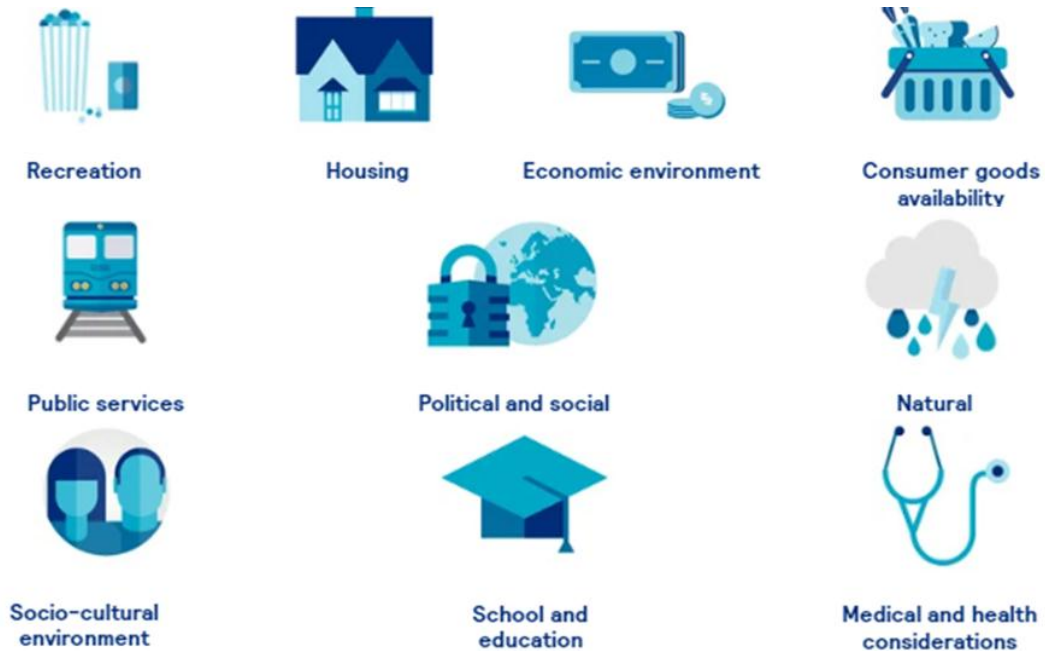 Recreation
Housing
Economic environment
Consumer goods
availability
Public services
Political and social
Natural
Socio-cultural
environment
School and
education
Medical and health
considerations